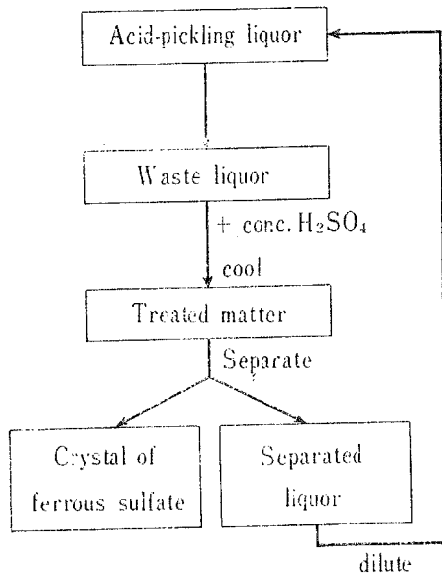 Acid-pickling liquor
Waste liquor
+ conc. H₂SO₄
cool
Treated matter
Separate
Crystal of
ferrous sulfate
Separated
liquor
dilute